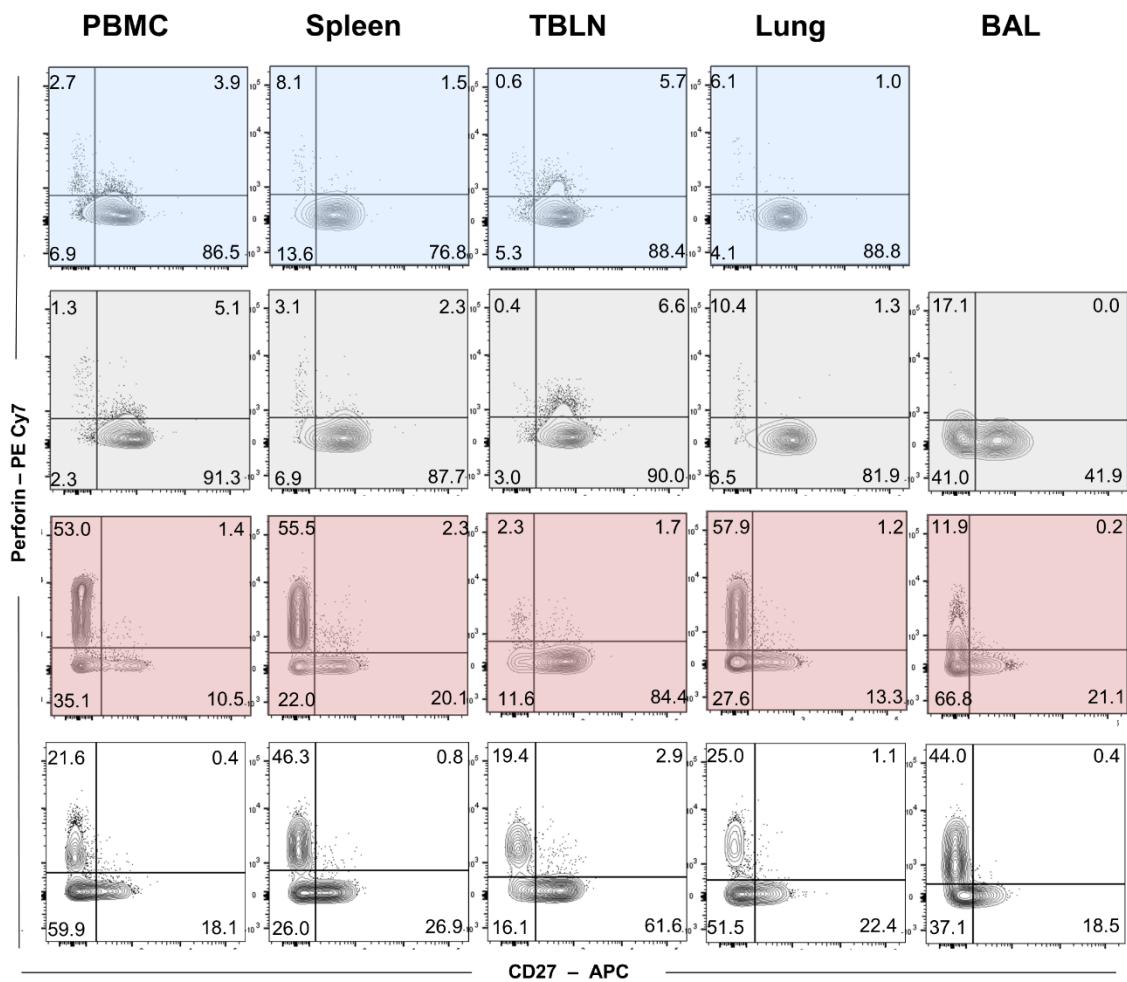 PBMC Spleen TBLN Lung BAL
2.7 3.9 8.1 1.5 0.6 5.7 6.1 1.0
6.9 86.5 13.6 76.8 5.3 88.4 4.1 88.8
1.3 5.1 3.1 2.3 0.4 6.6 10.4 1.3 17.1 0.0
2.3 91.3 6.9 87.7 3.0 90.0 6.5 81.9 41.0 41.9
Perforin – PE Cy7
53.0 1.4 55.5 2.3 2.3 1.7 57.9 1.2 11.9 0.2
35.1 10.5 22.0 20.1 11.6 84.4 27.6 13.3 66.8 21.1
21.6 0.4 46.3 0.8 19.4 2.9 25.0 1.1 44.0 0.4
59.9 18.1 26.0 26.9 16.1 61.6 51.5 22.4 37.1 18.5
CD27 – APC